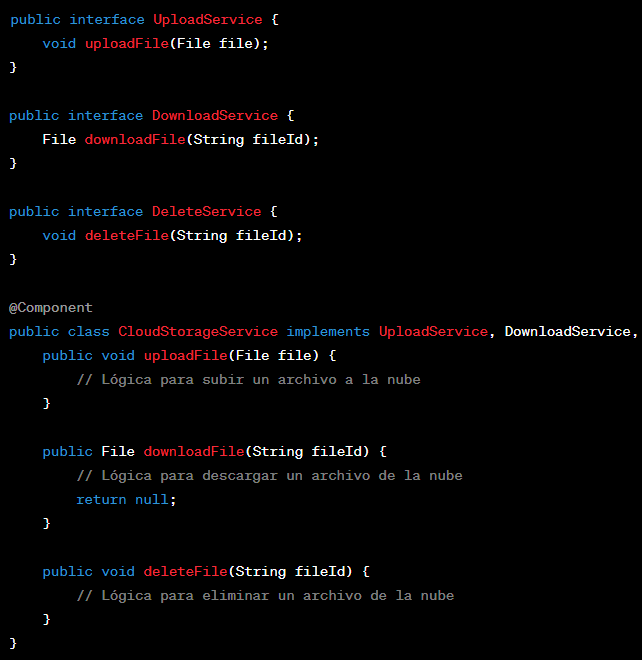 public interface UploadService {
    void uploadFile(File file);
}

public interface DownloadService {
    File downloadFile(String fileId);
}

public interface DeleteService {
    void deleteFile(String fileId);
}

@Component
public class CloudStorageService implements UploadService, DownloadService,
    public void uploadFile(File file) {
        // Lógica para subir un archivo a la nube
    }

    public File downloadFile(String fileId) {
        // Lógica para descargar un archivo de la nube
        return null;
    }

    public void deleteFile(String fileId) {
        // Lógica para eliminar un archivo de la nube
    }
}